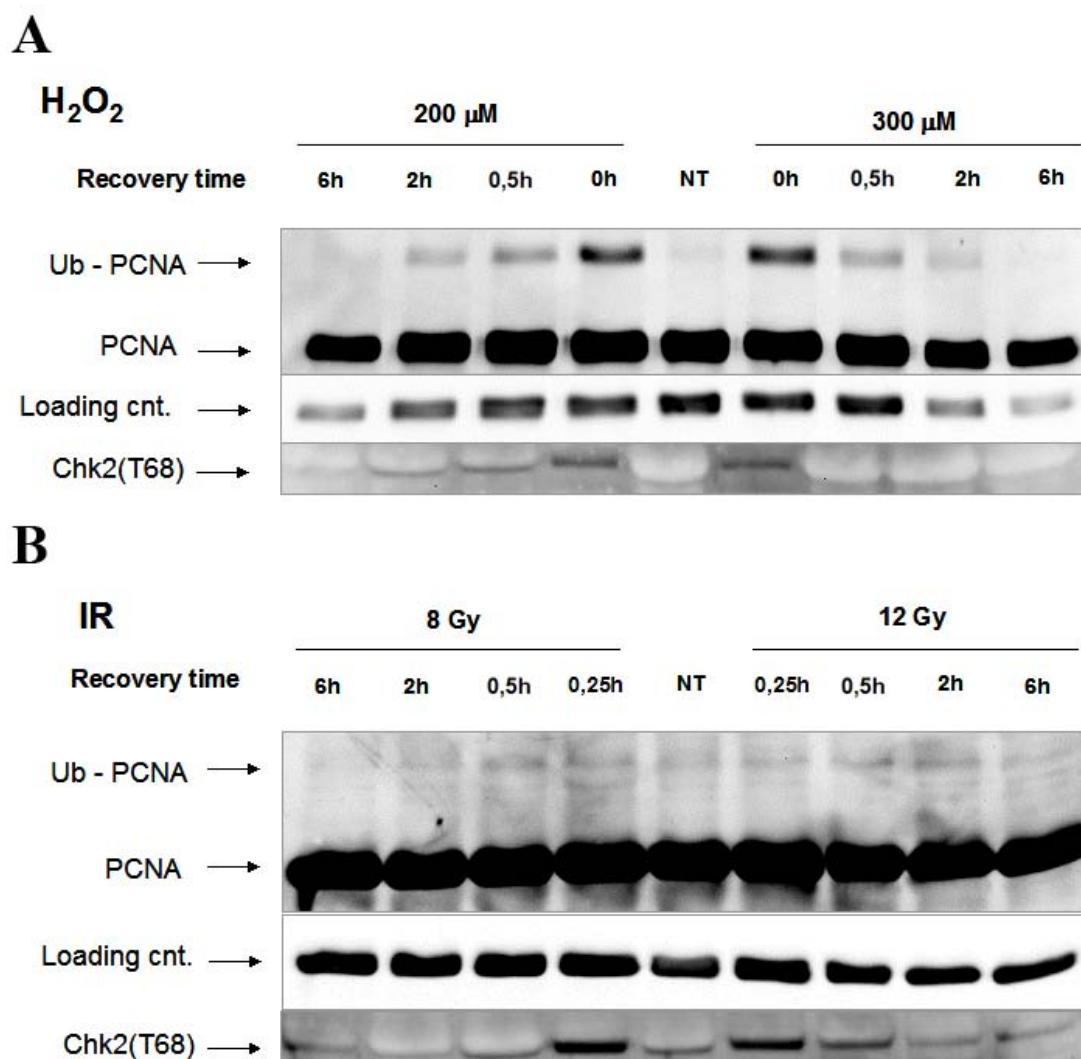 A
H₂O₂
200 µM 300 µM
Recovery time 6h 2h 0,5h 0h NT 0h 0,5h 2h 6h
Ub - PCNA
PCNA
Loading cnt.
Chk2(T68)
B
IR
8 Gy 12 Gy
Recovery time 6h 2h 0,5h 0,25h NT 0,25h 0,5h 2h 6h
Ub - PCNA
PCNA
Loading cnt.
Chk2(T68)